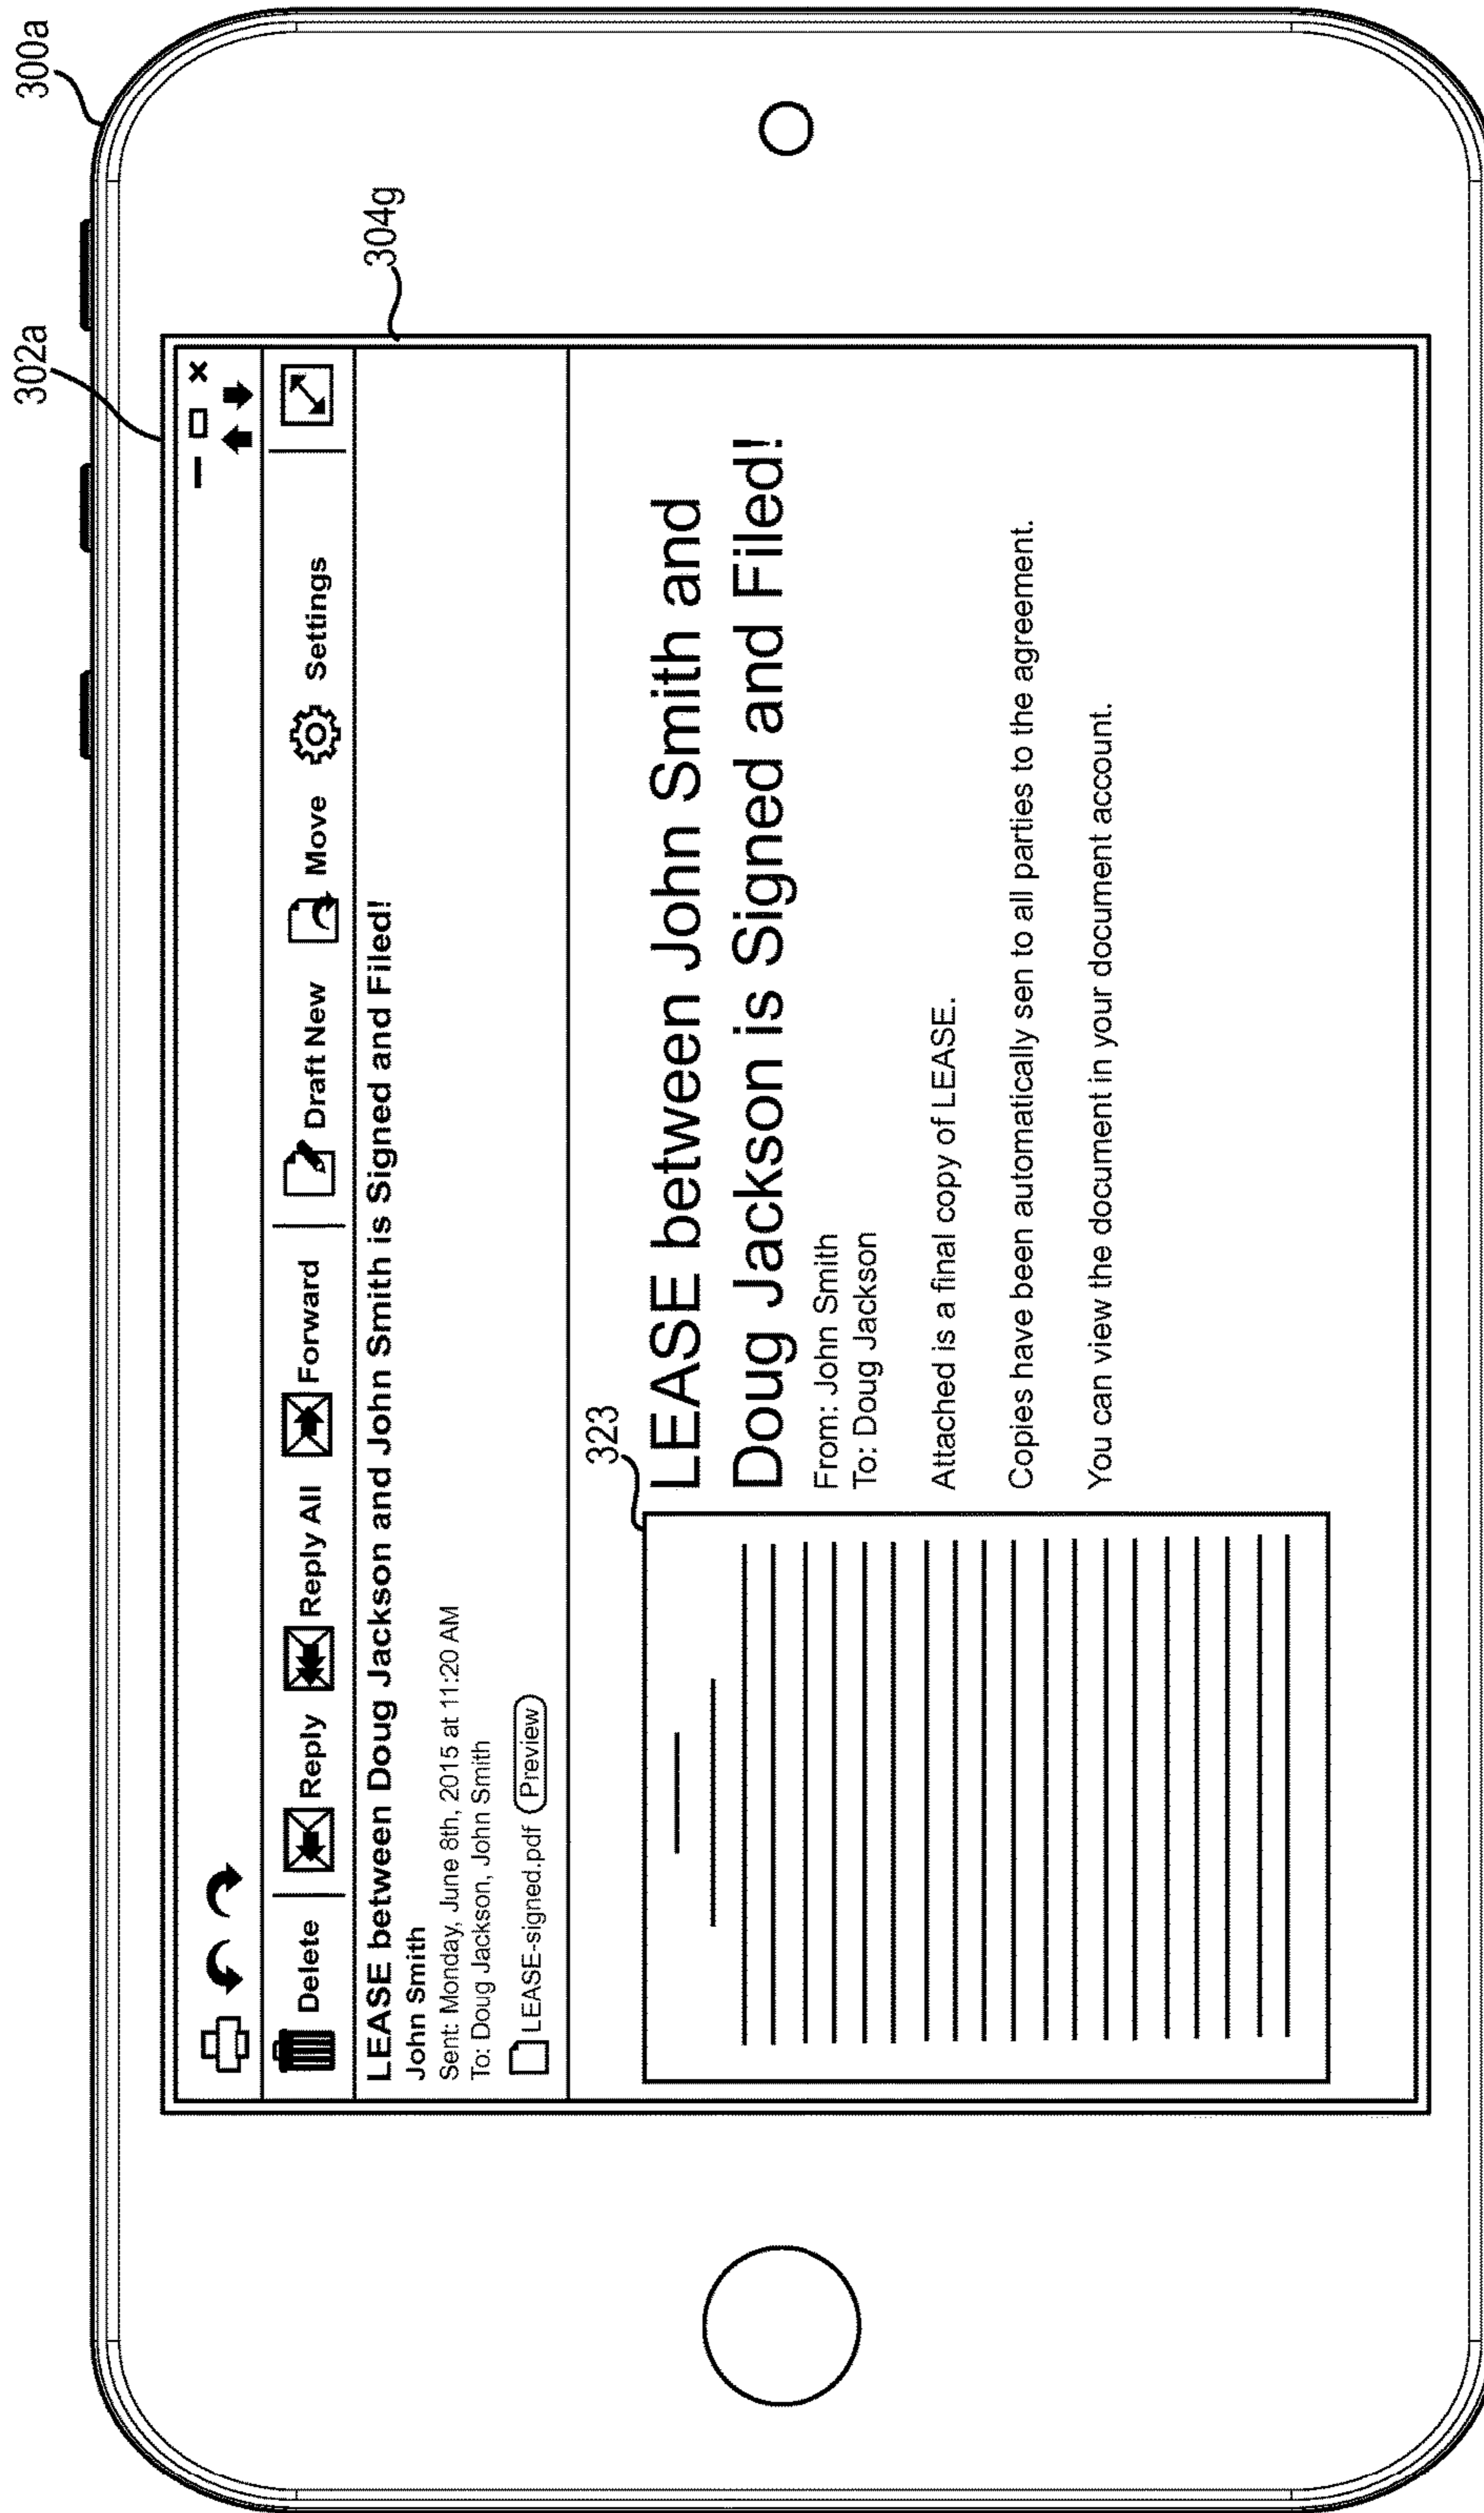 300a
302a
304g
Delete Reply Reply All Forward Draft New Move Settings
LEASE between Doug Jackson and John Smith is Signed and Filed!
John Smith
Sent: Monday, June 8th, 2015 at 11:20 AM
To: Doug Jackson, John Smith
LEASE-signed.pdf Preview
323
LEASE between John Smith and
Doug Jackson is Signed and Filed!
From: John Smith
To: Doug Jackson
Attached is a final copy of LEASE.
Copies have been automatically sen to all parties to the agreement.
You can view the document in your document account.